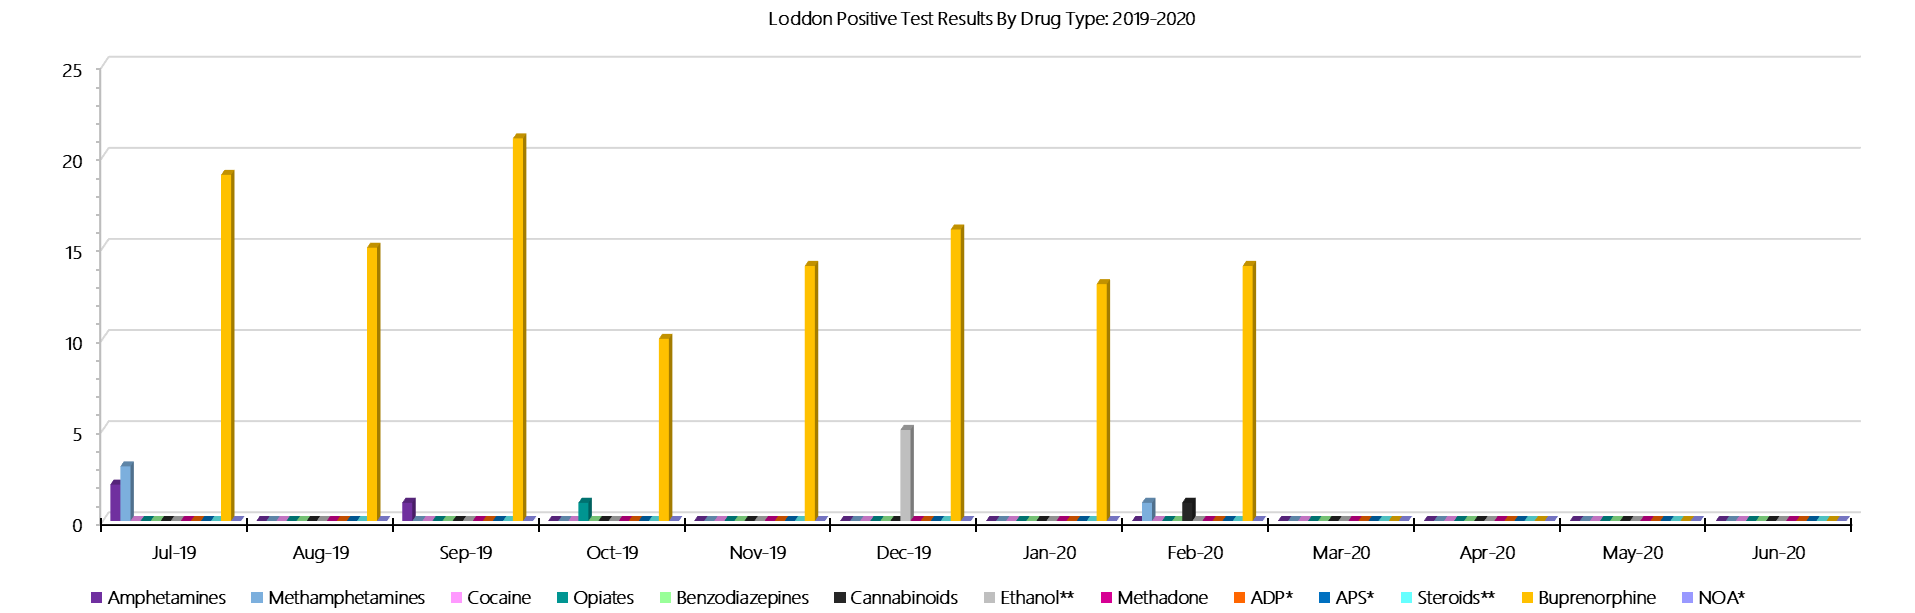 Loddon Positive Test Results By Drug Type: 2019-2020
25
20
15
10
5
0
Jul-19 Aug-19 Sep-19 Oct-19 Nov-19 Dec-19 Jan-20 Feb-20 Mar-20 Apr-20 May-20 Jun-20
Amphetamines Methamphetamines Cocaine Opiates Benzodiazepines Cannabinoids Ethanol** Methadone ADP* APS* Steroids** Buprenorphine NOA*